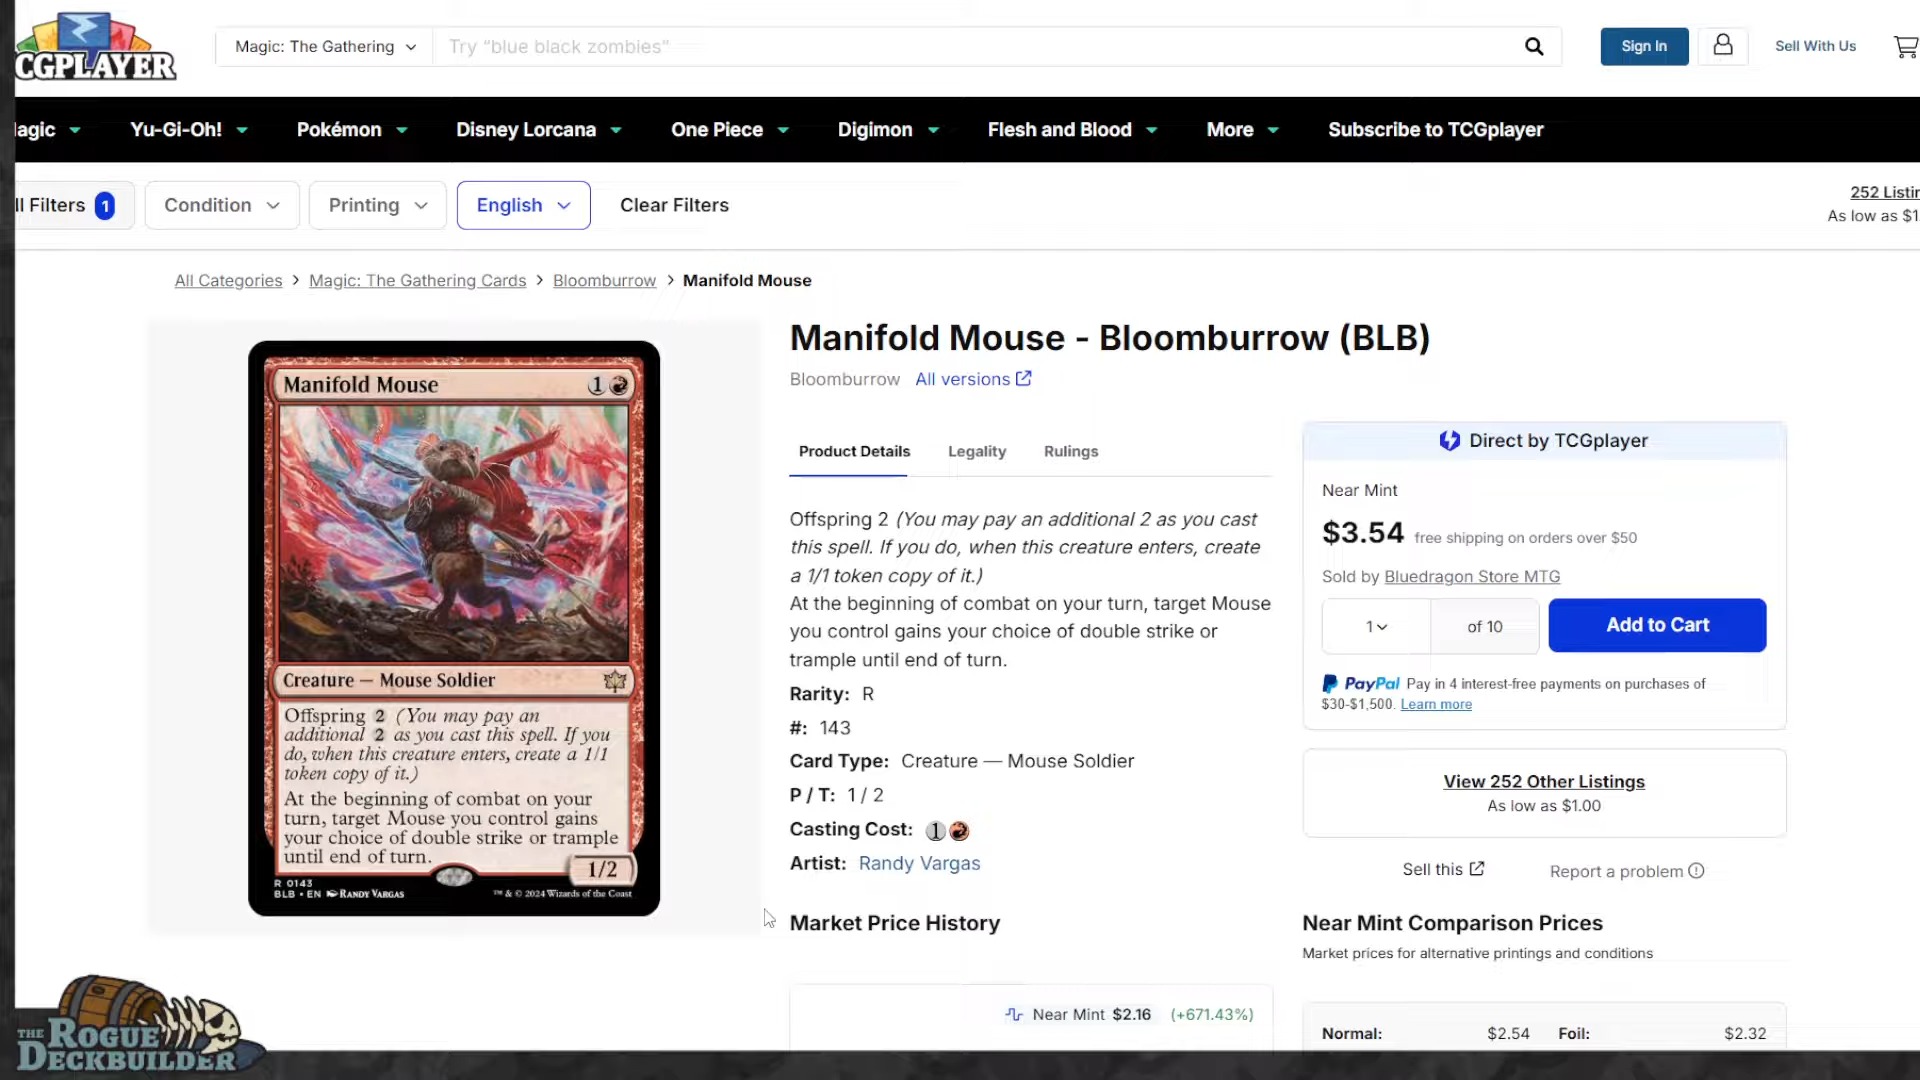 CGPLAYER
Magic: The Gathering
Try "blue black zombies"
Sign In
Sell With Us
agic
Yu-Gi-Oh!
Pokémon
Disney Lorcana
One Piece
Digimon
Flesh and Blood
More
Subscribe to TCGplayer
ll Filters 1
Condition
Printing
English
Clear Filters
252 Listin
As low as $1.
All Categories > Magic: The Gathering Cards > Bloomburrow > Manifold Mouse
Manifold Mouse
1
Creature — Mouse Soldier
Offspring 2 (You may pay an
additional 2 as you cast this spell. If you
do, when this creature enters, create a 1/1
token copy of it.)
At the beginning of combat on your
turn, target Mouse you control gains
your choice of double strike or trample
until end of turn.
1/2
R 0143
BLB • EN RANDY VARGAS
™ & © 2024 Wizards of the Coast
Manifold Mouse - Bloomburrow (BLB)
Bloomburrow All versions
Product Details
Legality
Rulings
Offspring 2 (You may pay an additional 2 as you cast
this spell. If you do, when this creature enters, create
a 1/1 token copy of it.)
At the beginning of combat on your turn, target Mouse
you control gains your choice of double strike or
trample until end of turn.
Rarity: R
#: 143
Card Type: Creature — Mouse Soldier
P / T: 1 / 2
Casting Cost: 1
Artist: Randy Vargas
Market Price History
Near Mint $2.16 (+671.43%)
Direct by TCGplayer
Near Mint
$3.54 free shipping on orders over $50
Sold by Bluedragon Store MTG
1 of 10
Add to Cart
PayPal Pay in 4 interest-free payments on purchases of
$30-$1,500. Learn more
View 252 Other Listings
As low as $1.00
Sell this
Report a problem
Near Mint Comparison Prices
Market prices for alternative printings and conditions
Normal: $2.54 Foil: $2.32
THE ROGUE
DECKBUILDER